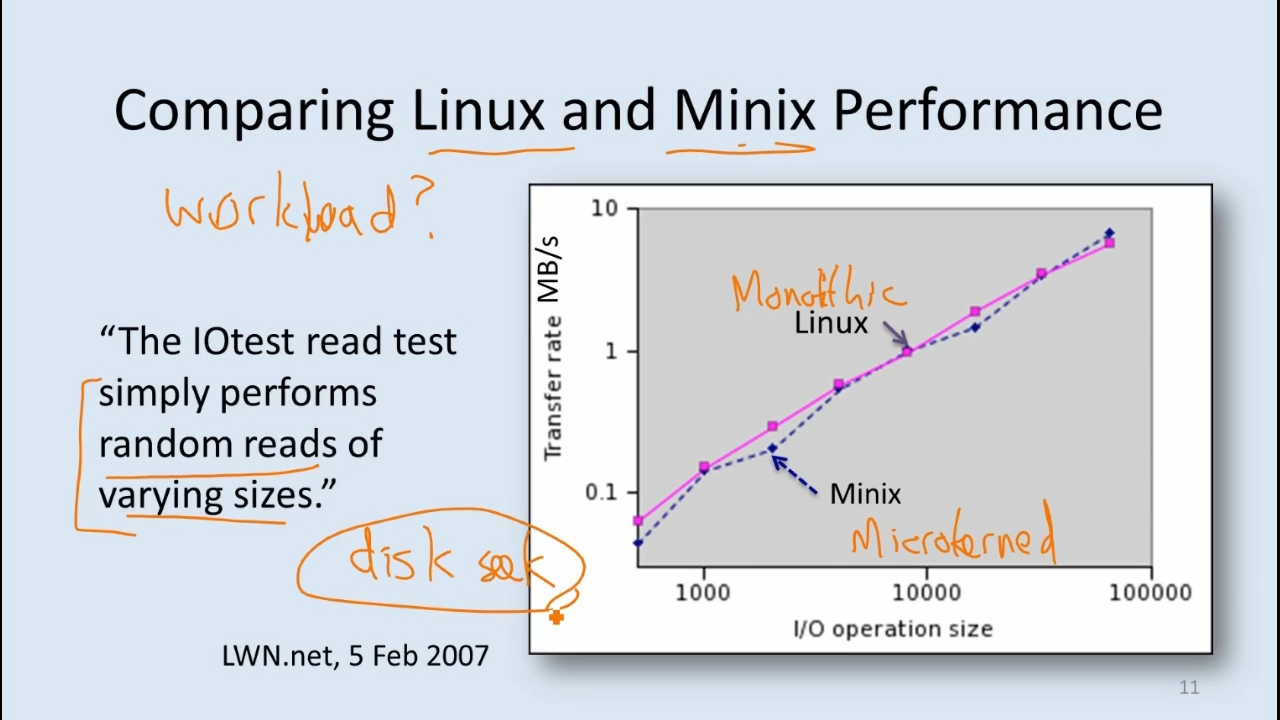 Comparing Linux and Minix Performance
workload?
“The IOtest read test
simply performs
random reads of
varying sizes.”
disk seek
LWN.net, 5 Feb 2007
Transfer rate MB/s
10
1
0.1
Monolithic
Linux
Minix
Microkerned
1000
10000
100000
I/O operation size
11